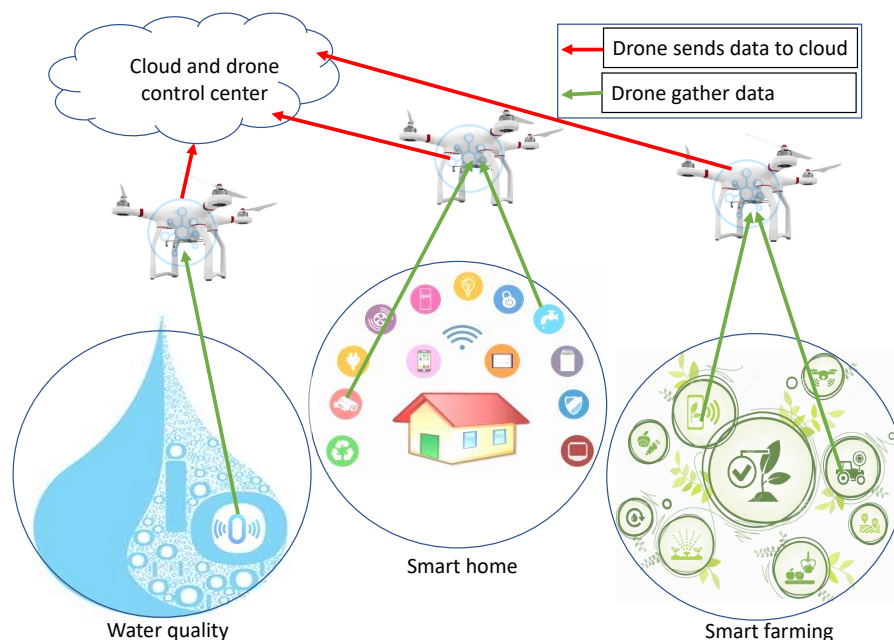 Cloud and drone
control center
Drone sends data to cloud
Drone gather data
Smart home
Water quality
Smart farming